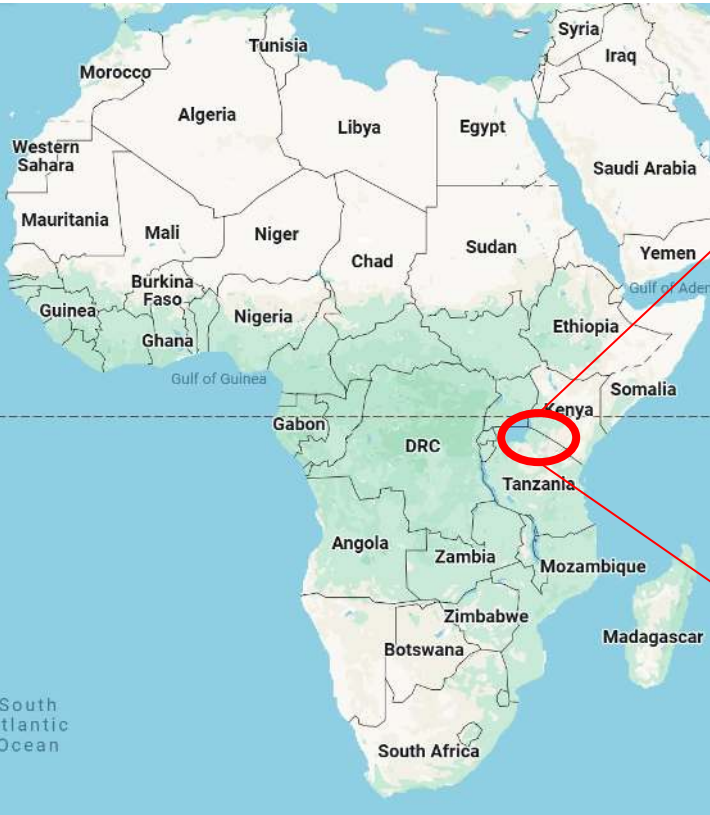 Tunisia
Syria
Iraq
Morocco
Algeria
Libya
Egypt
Western
Sahara
Saudi Arabia
Mauritania
Mali
Niger
Chad
Sudan
Yemen
Burkina
Faso
Gulf of Aden
Guinea
Nigeria
Ethiopia
Ghana
Gulf of Guinea
Somalia
Kenya
Gabon
DRC
Tanzania
Angola
Zambia
Mozambique
Zimbabwe
Madagascar
Botswana
South
tlantic
Ocean
South Africa